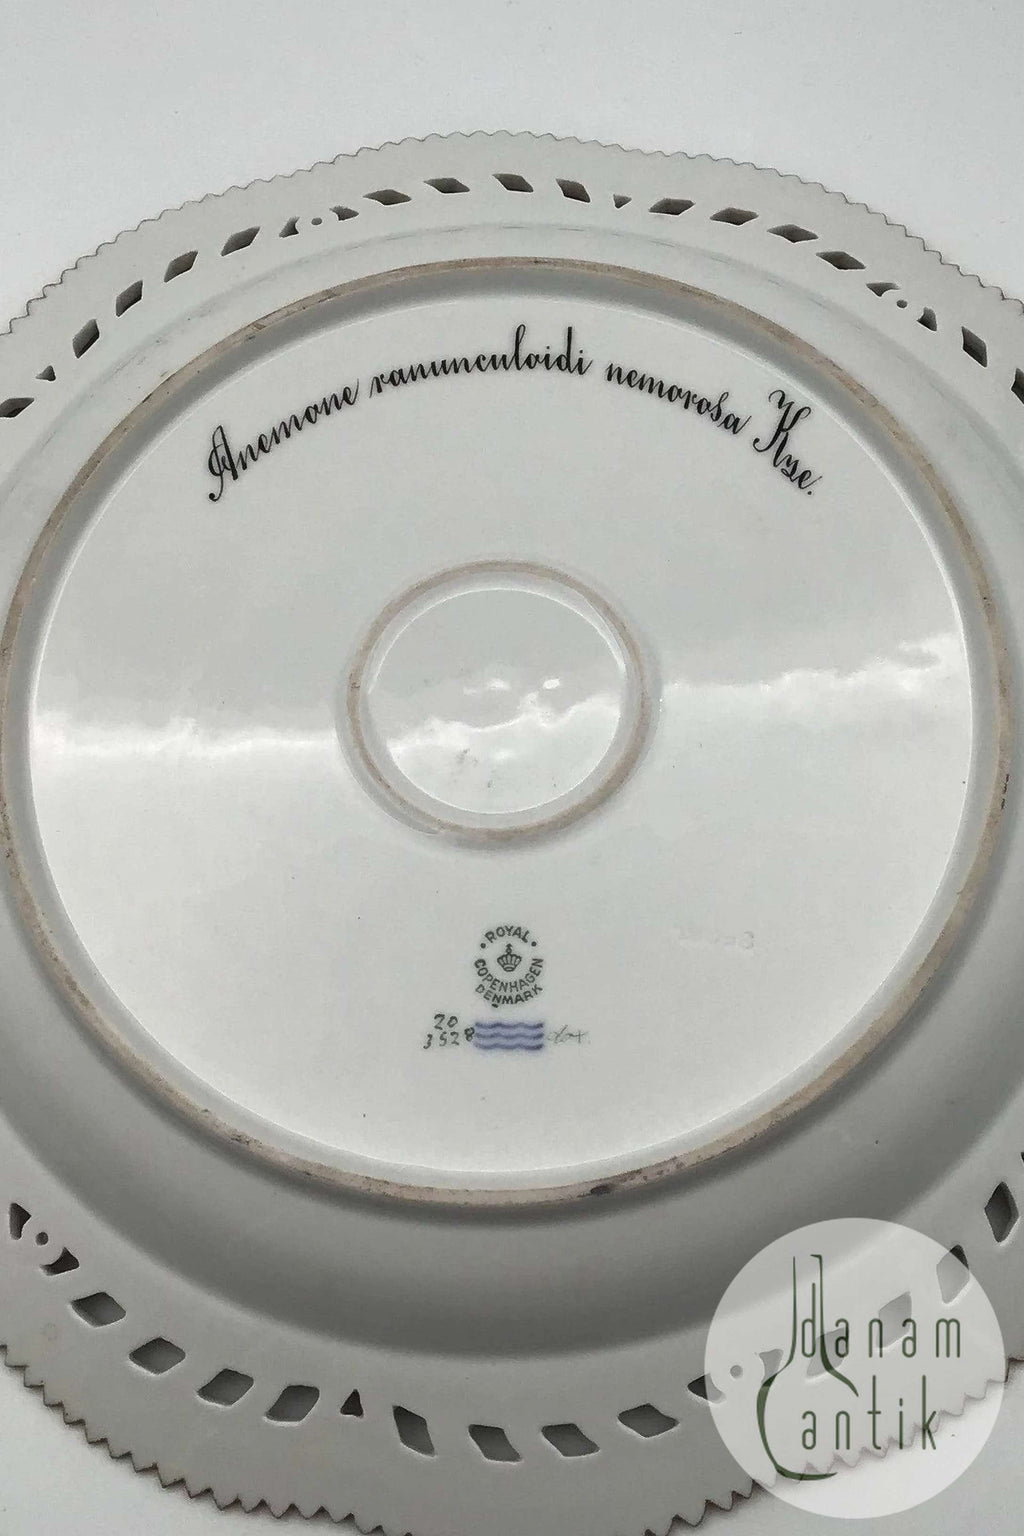 Anemone ranunculoidi nemorosa Kze.
ROYAL
COPENHAGEN
DENMARK
20
3528
danam
antik